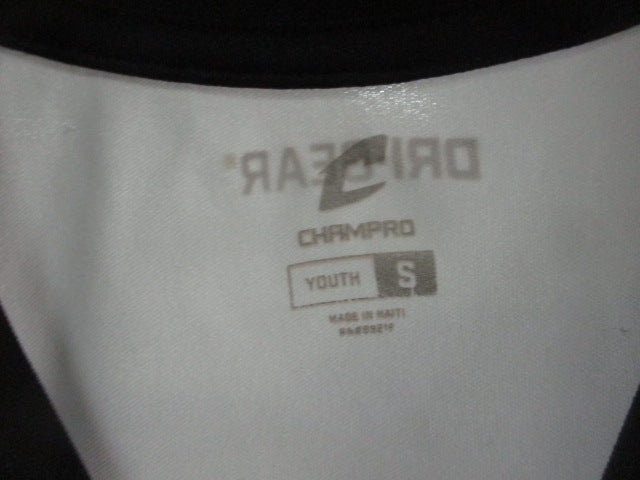 DRI GEAR
CHAMPRO
YOUTH S
MADE IN HAITI